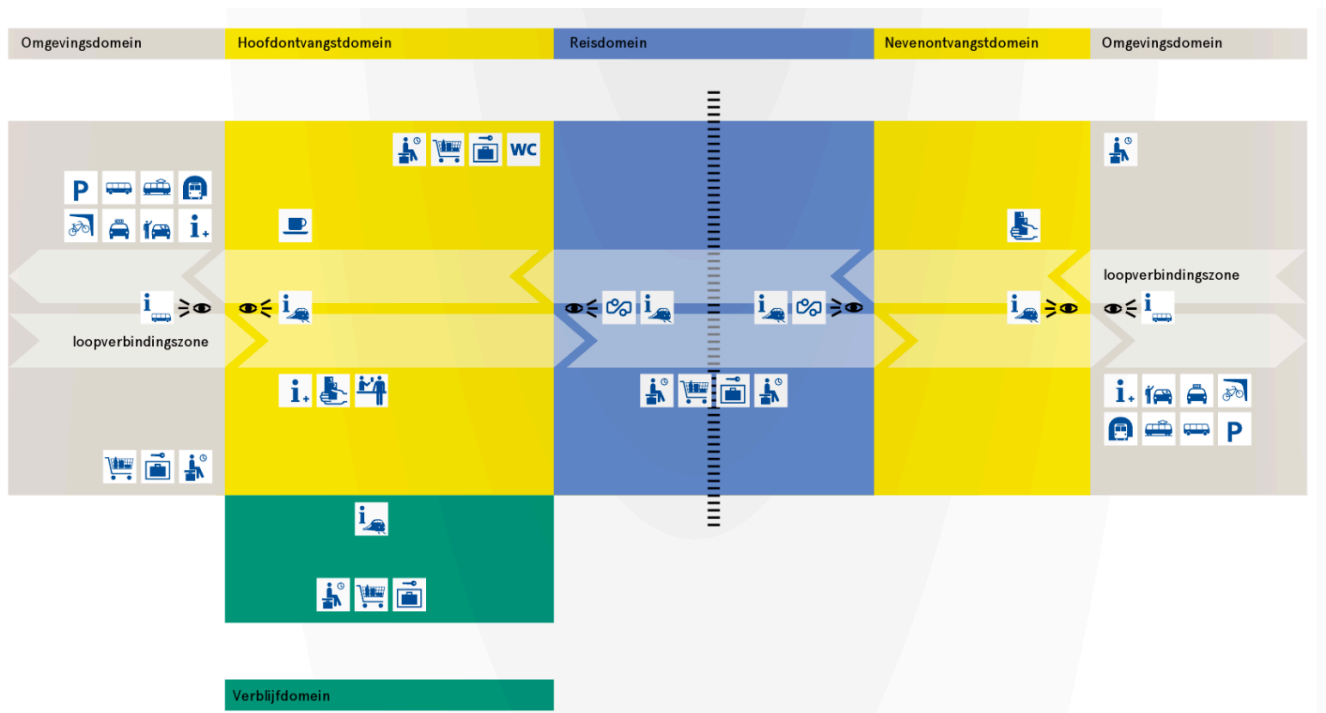 Omgevingsdomein
Hoofdontvangstdomein
Reisdomein
Nevenontvangstdomein
Omgevingsdomein
WC
P
i+
loopverbindingszone
i
i
i
i
i
i
loopverbindingszone
i+
i+
P
i
Verblijfdomein